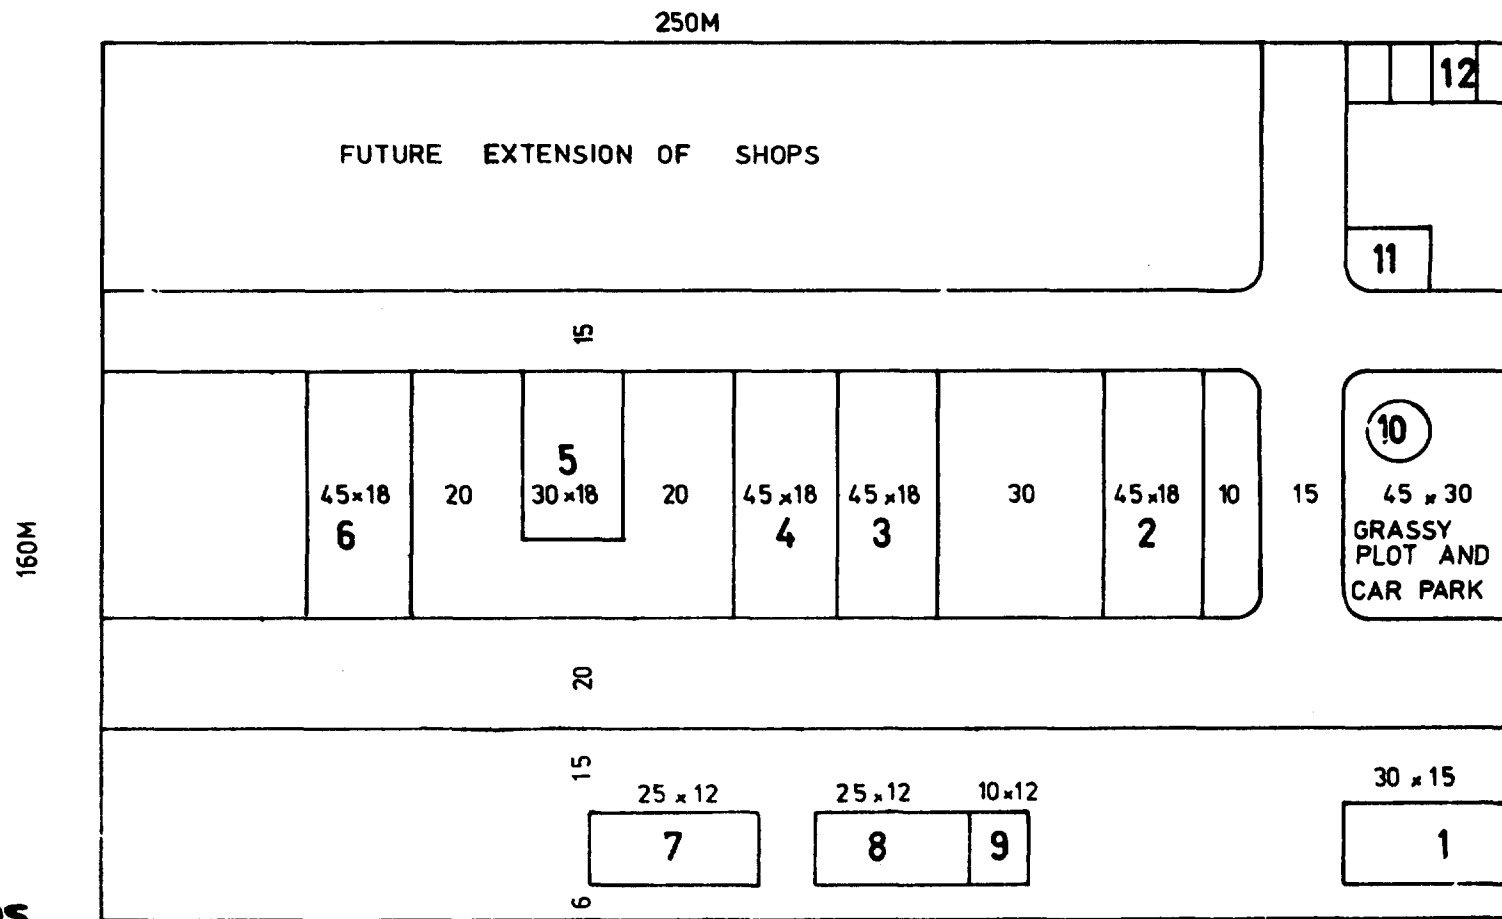 250M
12
FUTURE EXTENSION OF SHOPS
11
15
10
5
45×18 20 30×18 20 45×18 45×18 30 45×18 10 15 45×30
6 4 3 2
GRASSY
PLOT AND
CAR PARK
160M
20
15
25×12 25×12 10×12 30×15
7 8 9 1
6